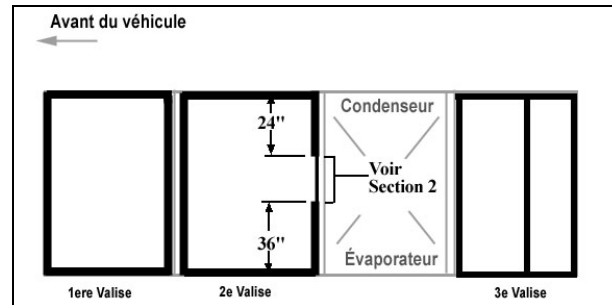 Avant du véhicule
Condenseur
24"
Voir
Section 2
36"
Évaporateur
1ere Valise
2e Valise
3e Valise